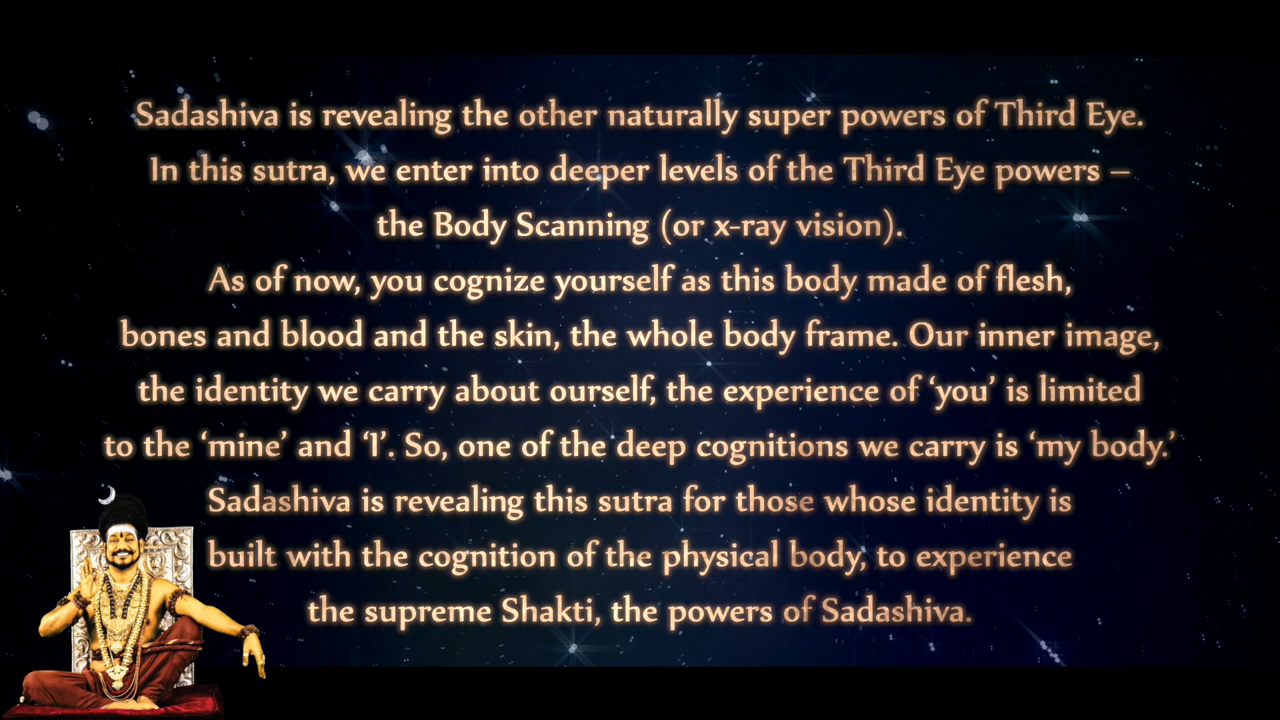 Sadashiva is revealing the other naturally super powers of Third Eye.
In this sutra, we enter into deeper levels of the Third Eye powers –
the Body Scanning (or x-ray vision).
As of now, you cognize yourself as this body made of flesh,
bones and blood and the skin, the whole body frame. Our inner image,
the identity we carry about ourself, the experience of ‘you’ is limited
to the ‘mine’ and ‘I’. So, one of the deep cognitions we carry is ‘my body.’
Sadashiva is revealing this sutra for those whose identity is
built with the cognition of the physical body, to experience
the supreme Shakti, the powers of Sadashiva.